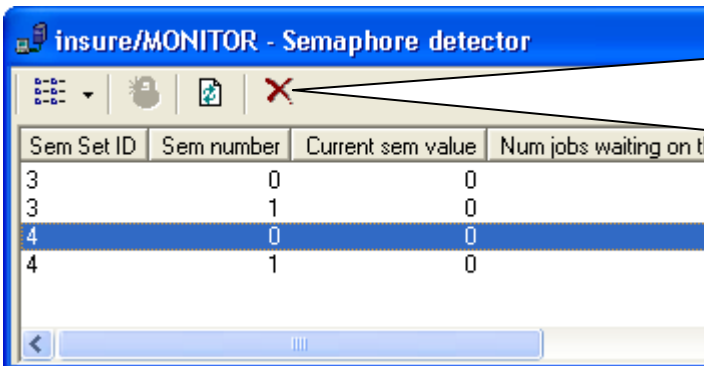 insure/MONITOR - Semaphore detector
Sem Set ID Sem number Current sem value Num jobs waiting on
3 0 0
3 1 0
4 0 0
4 1 0